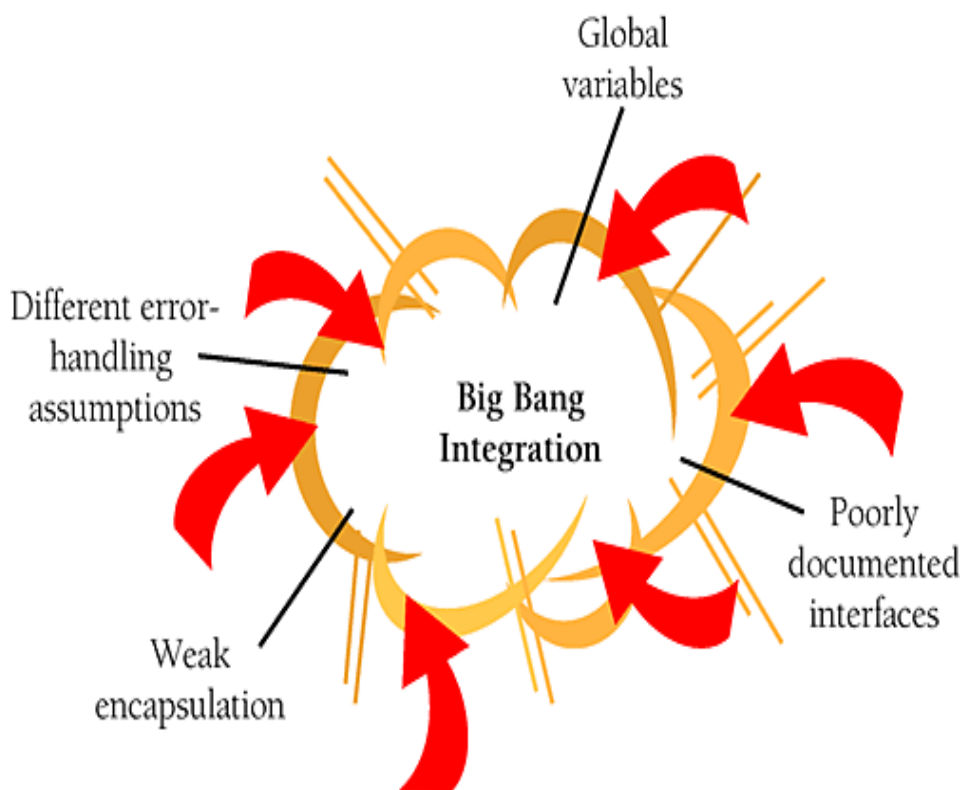 Global
variables
Different error-
handling
assumptions
Big Bang
Integration
Poorly
documented
interfaces
Weak
encapsulation